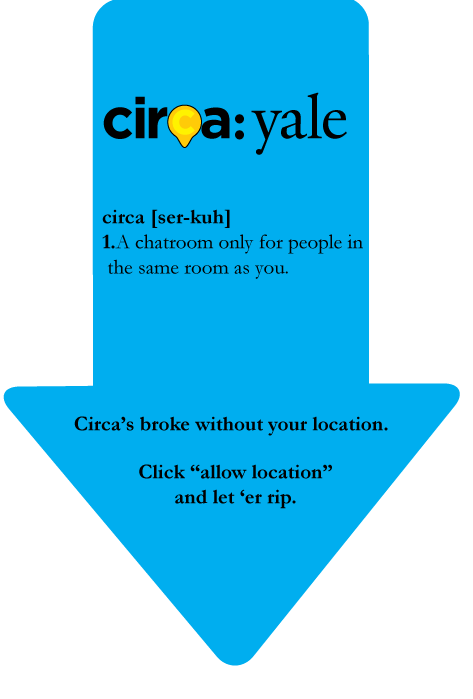 circa: yale
circa [ser-kuh]
1.A chatroom only for people in
the same room as you.
Circa’s broke without your location.
Click “allow location”
and let ‘er rip.